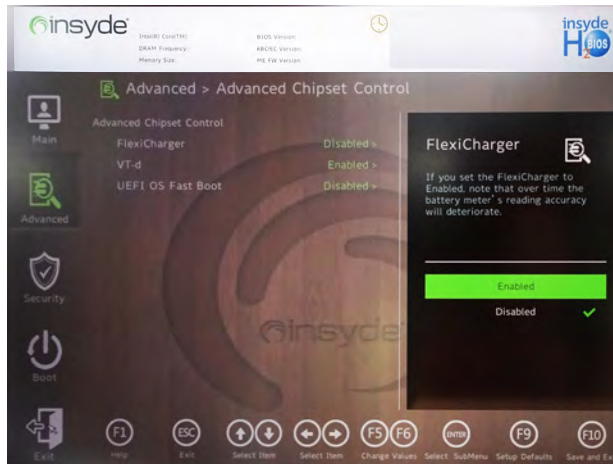 insyde
Intel(R) Core(TM):
DRAM Frequency:
Memory Size:
BIOS Version:
KBC/EC Version:
ME FW Version:
insyde
H2O BIOS
Advanced > Advanced Chipset Control
Main
Advanced
Security
Boot
Exit
Advanced Chipset Control
FlexiCharger Disabled >
VT-d Enabled >
UEFI OS Fast Boot Disabled >
FlexiCharger
If you set the FlexiCharger to
Enabled, note that over time the
battery meter's reading accuracy
will deteriorate.
Enabled
Disabled
insyde
F1
Help
ESC
Exit
Select Item
Select Item
F5 F6
Change Values
ENTER
Select SubMenu
F9
Setup Defaults
F10
Save and Ex